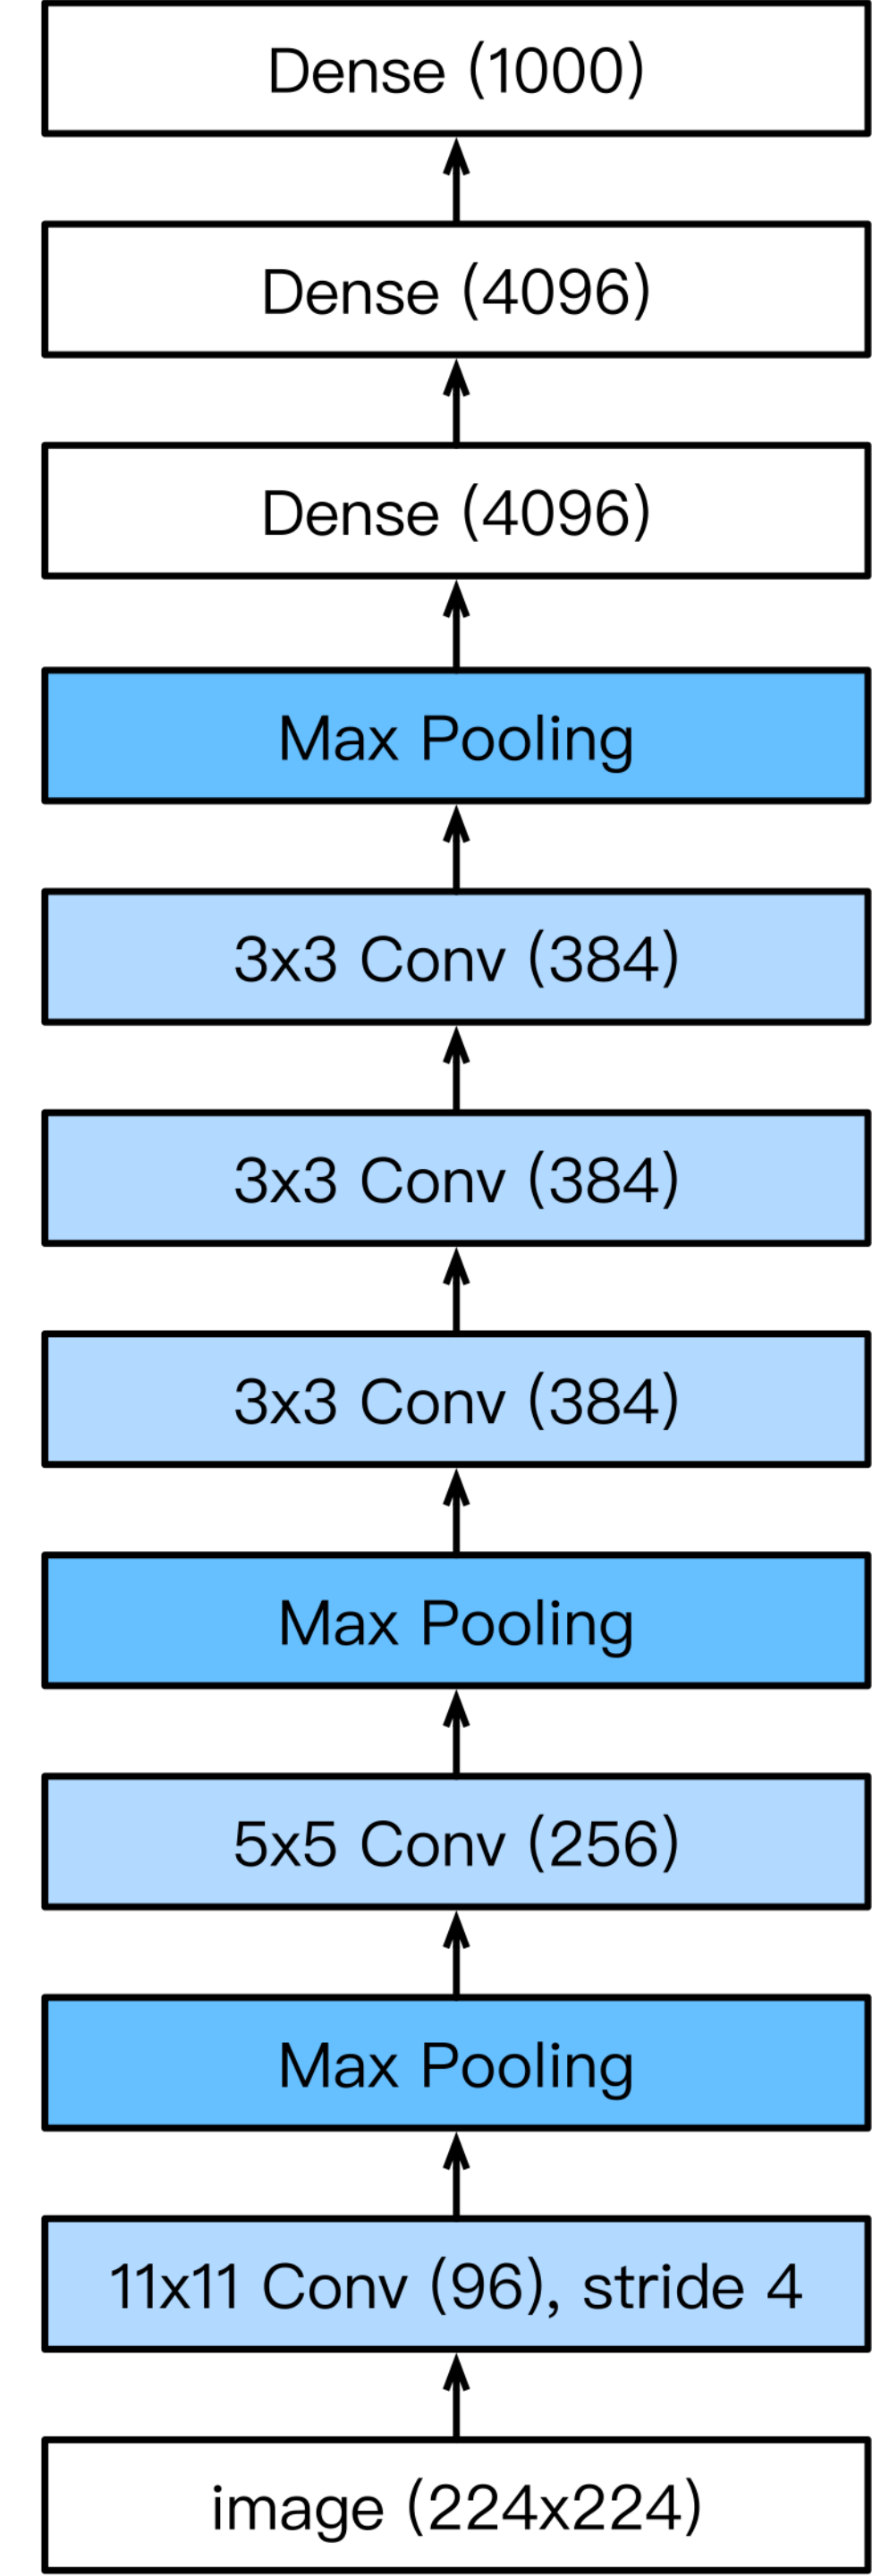 Dense (1000)
Dense (4096)
Dense (4096)
Max Pooling
3x3 Conv (384)
3x3 Conv (384)
3x3 Conv (384)
Max Pooling
5x5 Conv (256)
Max Pooling
11x11 Conv (96), stride 4
image (224x224)